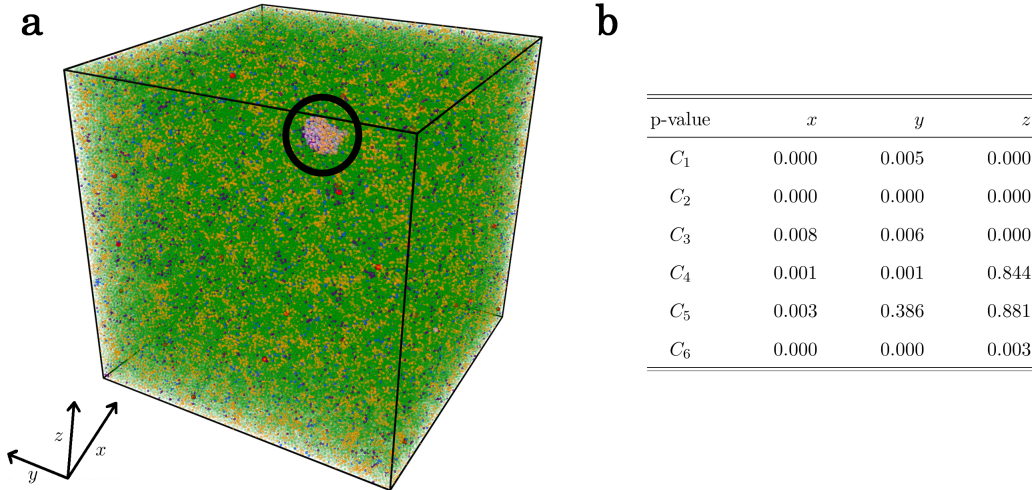 a
b
z
x
y
p-value x y z
C₁ 0.000 0.005 0.000
C₂ 0.000 0.000 0.000
C₃ 0.008 0.006 0.000
C₄ 0.001 0.001 0.844
C₅ 0.003 0.386 0.881
C₆ 0.000 0.000 0.003